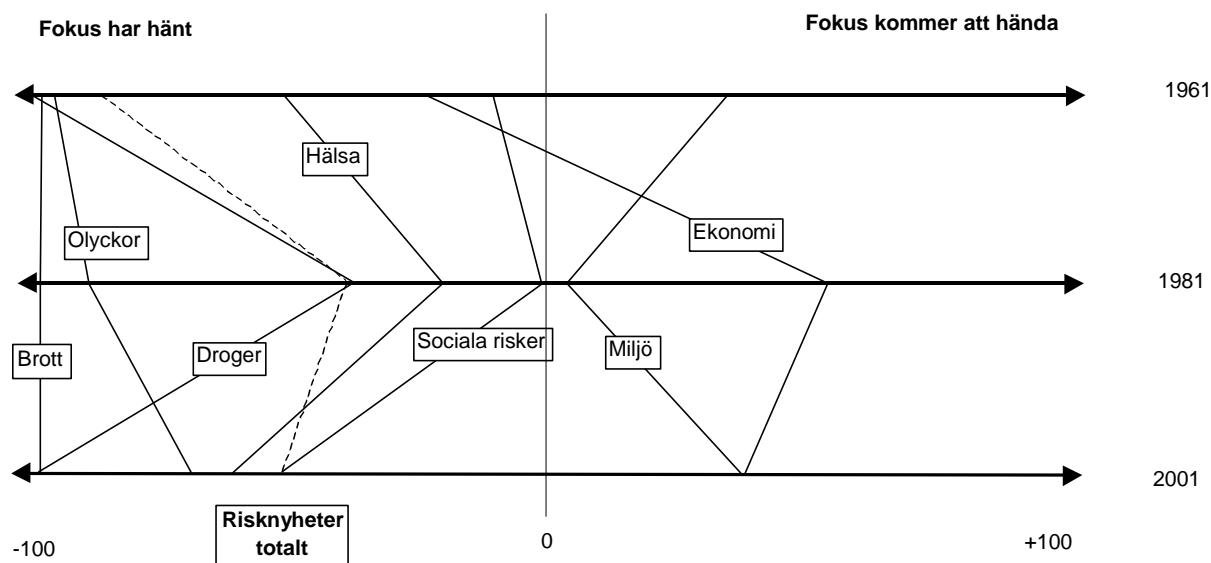 Fokus har hänt
Fokus kommer att hända
1961
Hälsa
Olyckor
Ekonomi
1981
Sociala risker
Brott
Droger
Miljö
2001
Risknyheter
totalt
-100
0
+100